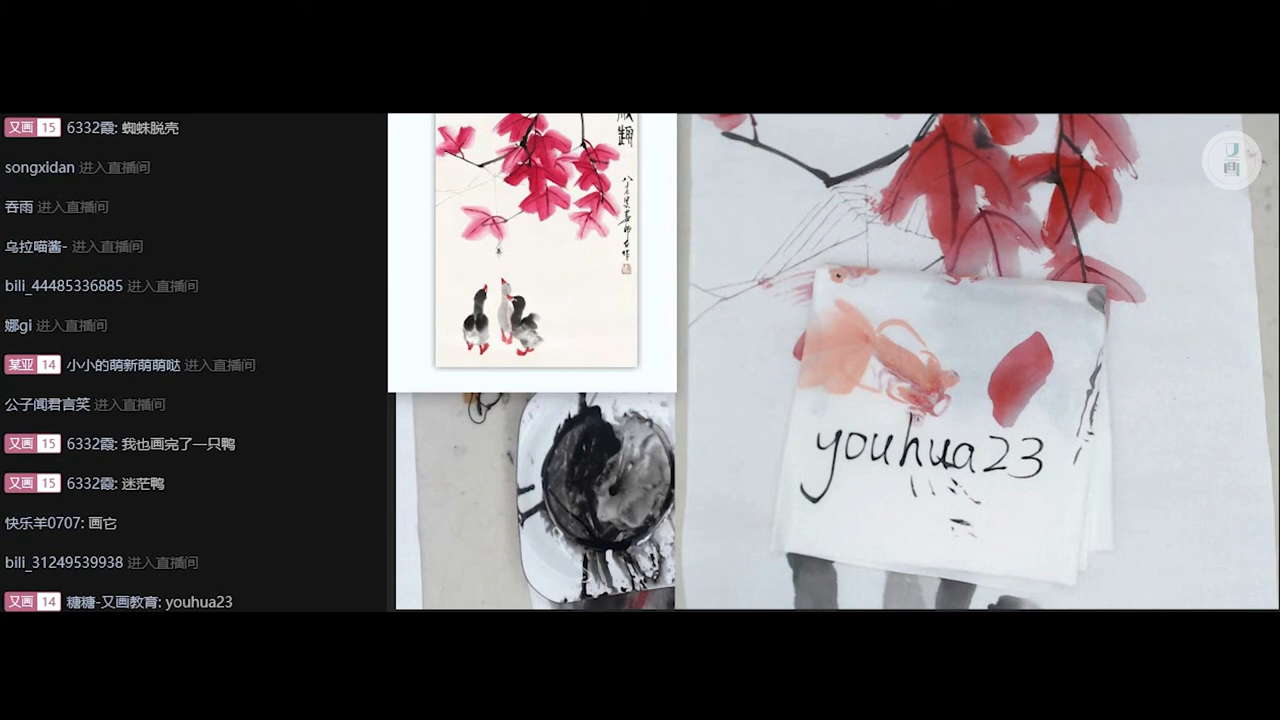 又画 15 6332霞: 蜘蛛脱壳
songxidan 进入直播间
吞雨 进入直播间
乌拉喵酱- 进入直播间
bili_44485336885 进入直播间
娜gi 进入直播间
某亚 14 小小的萌新萌萌哒 进入直播间
公子闻君言笑 进入直播间
又画 15 6332霞: 我也画完了一只鸭
又画 15 6332霞: 迷茫鸭
快乐羊0707: 画它
bili_31249539938 进入直播间
又画 14 糖糖-又画教育: youhua23
趣
又画
youhua23